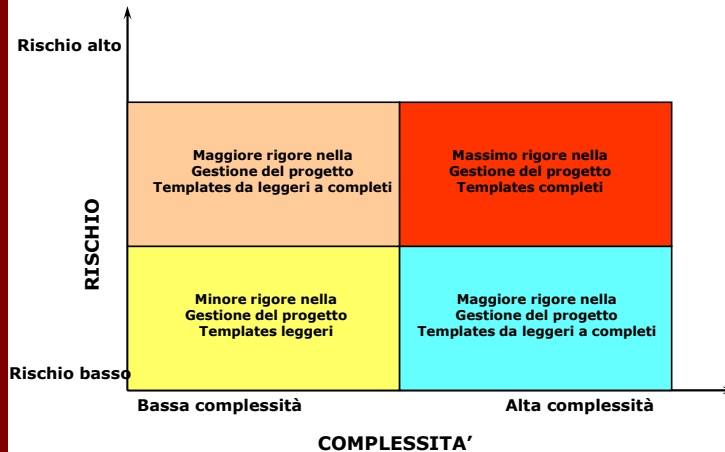 Rischio alto
Maggiore rigore nella
Gestione del progetto
Templates da leggeri a completi
Massimo rigore nella
Gestione del progetto
Templates completi
RISCHIO
Minore rigore nella
Gestione del progetto
Templates leggeri
Maggiore rigore nella
Gestione del progetto
Templates da leggeri a completi
Rischio basso
Bassa complessità
Alta complessità
COMPLESSITA’